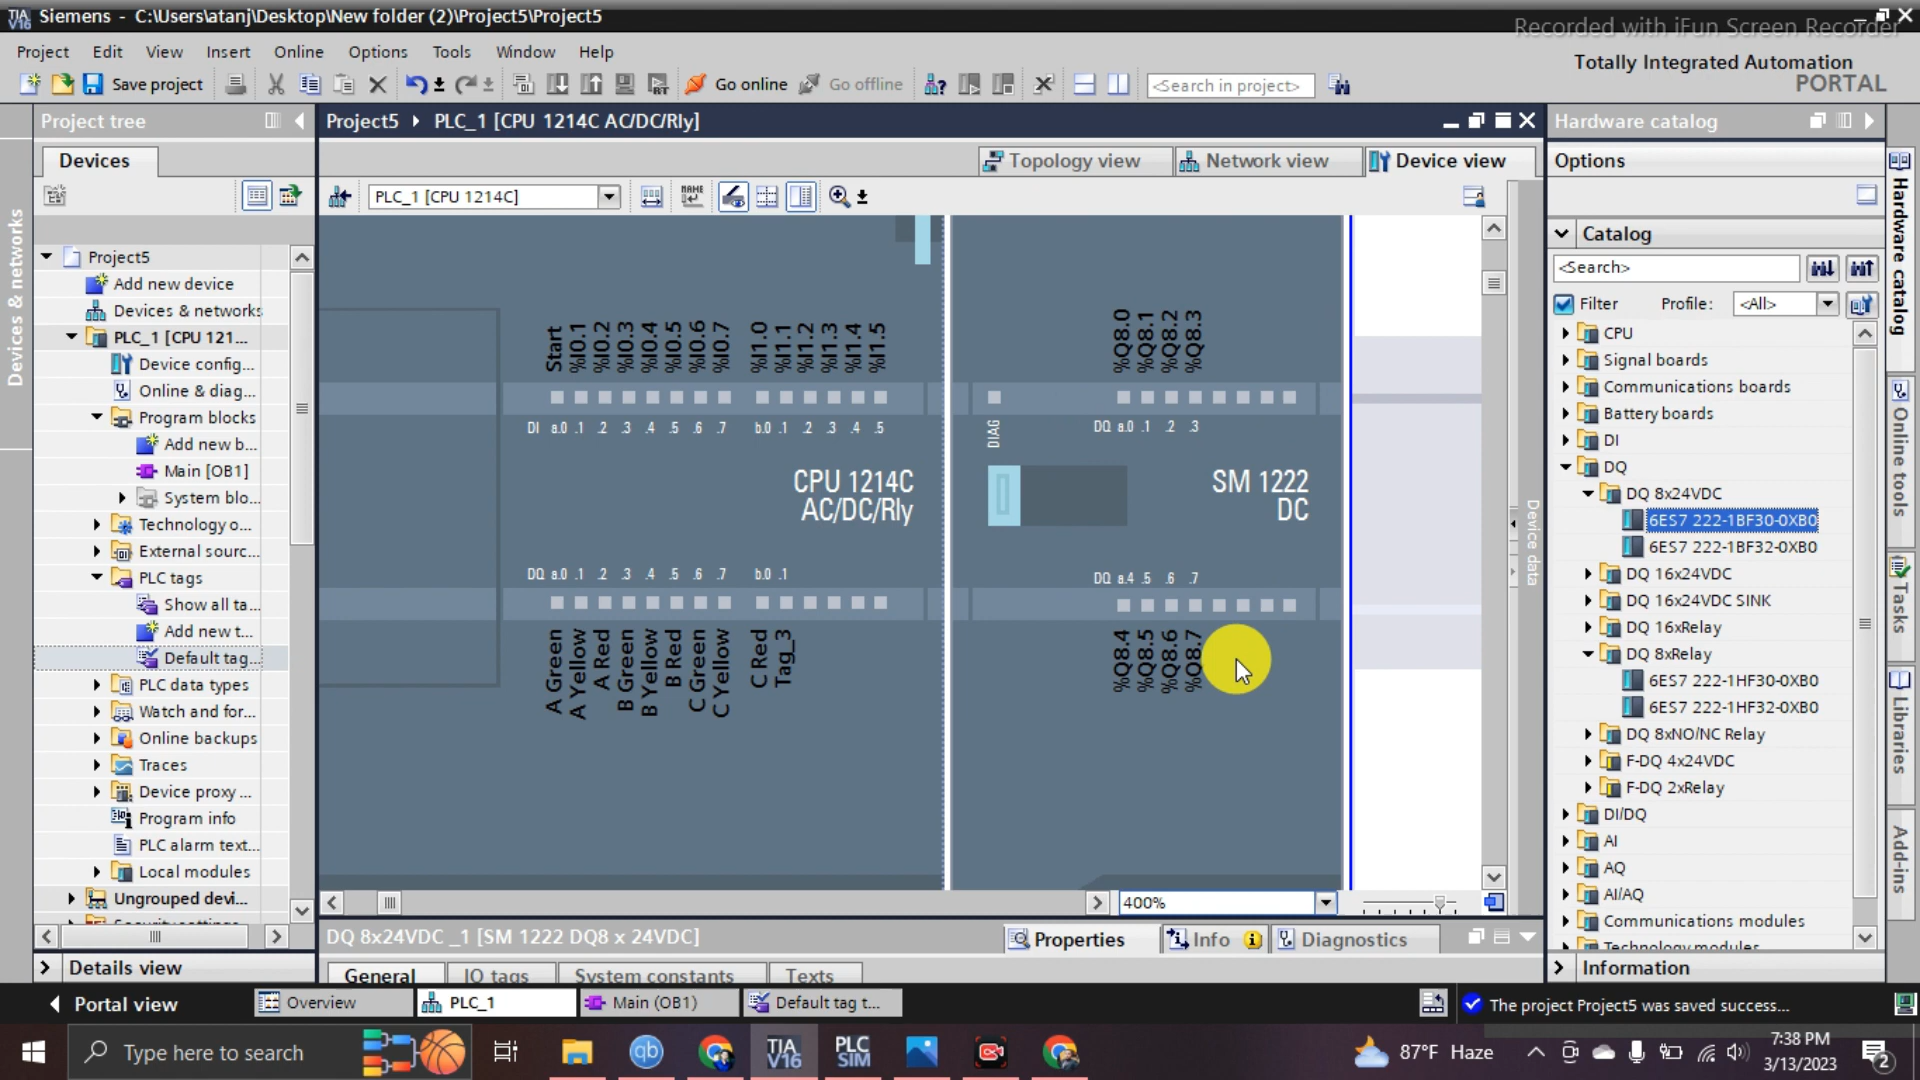 TIA V16 Siemens - C:\Users\atanj\Desktop\New folder (2)\Project5\Project5
Recorded with iFun Screen Recorder
Project Edit View Insert Online Options Tools Window Help
Totally Integrated Automation
PORTAL
Save project Go online Go offline <Search in project>
Project tree
Devices
Devices & networks
Project5
Add new device
Devices & networks
PLC_1 [CPU 121...
Device config...
Online & diag...
Program blocks
Add new b...
Main [OB1]
System blo...
Technology o...
External sourc...
PLC tags
Show all ta...
Add new t...
Default tag...
PLC data types
Watch and for...
Online backups
Traces
Device proxy ...
Program info
PLC alarm text...
Local modules
Ungrouped devi...
Details view
Project5 PLC_1 [CPU 1214C AC/DC/Rly]
Topology view Network view Device view
PLC_1 [CPU 1214C]
Start %I0.1 %I0.2 %I0.3 %I0.4 %I0.5 %I0.6 %I0.7 %I1.0 %I1.1 %I1.2 %I1.3 %I1.4 %I1.5
DI a.0 .1 .2 .3 .4 .5 .6 .7 b.0 .1 .2 .3 .4 .5
CPU 1214C
AC/DC/Rly
DQ a.0 .1 .2 .3 .4 .5 .6 .7 b.0 .1
A Green A Yellow A Red B Green B Yellow B Red C Green C Yellow C Red Tag_3
%Q8.0 %Q8.1 %Q8.2 %Q8.3
DQ a.0 .1 .2 .3
DIAG
SM 1222
DC
DQ a.4 .5 .6 .7
%Q8.4 %Q8.5 %Q8.6 %Q8.7
Device data
400%
DQ 8x24VDC _1 [SM 1222 DQ8 x 24VDC]
Properties Info Diagnostics
General IO tags System constants Texts
Hardware catalog
Options
Catalog
<Search>
Filter Profile: <All>
CPU
Signal boards
Communications boards
Battery boards
DI
DQ
DQ 8x24VDC
6ES7 222-1BF30-0XB0
6ES7 222-1BF32-0XB0
DQ 16x24VDC
DQ 16x24VDC SINK
DQ 16xRelay
DQ 8xRelay
6ES7 222-1HF30-0XB0
6ES7 222-1HF32-0XB0
DQ 8xNO/NC Relay
F-DQ 4x24VDC
F-DQ 2xRelay
DI/DQ
AI
AQ
AI/AQ
Communications modules
Information
Hardware catalog
Online tools
Tasks
Libraries
Add-ins
Portal view Overview PLC_1 Main (OB1) Default tag t...
The project Project5 was saved success...
Type here to search
TIA V16
PLC SIM
87°F Haze
7:38 PM
3/13/2023
2